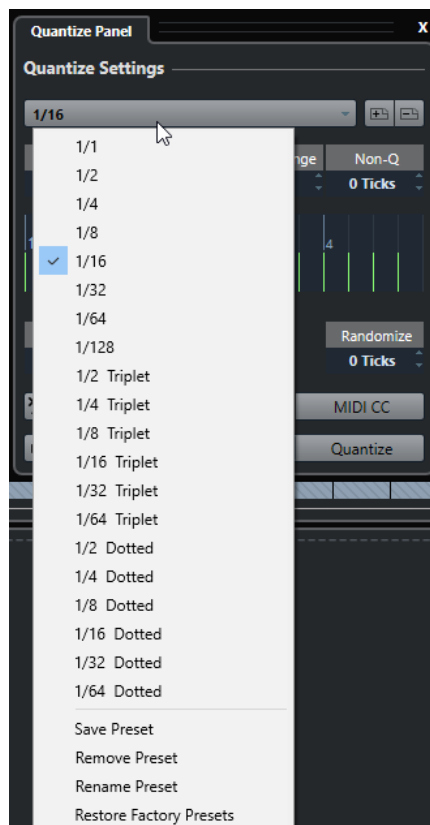 Quantize Panel X
Quantize Settings
1/16
1/1
1/2
1/4
1/8
1/16
1/32
1/64
1/128
1/2 Triplet
1/4 Triplet
1/8 Triplet
1/16 Triplet
1/32 Triplet
1/64 Triplet
1/2 Dotted
1/4 Dotted
1/8 Dotted
1/16 Dotted
1/32 Dotted
1/64 Dotted
Save Preset
Remove Preset
Rename Preset
Restore Factory Presets
Non-Q
0 Ticks
4
Randomize
0 Ticks
MIDI CC
Quantize